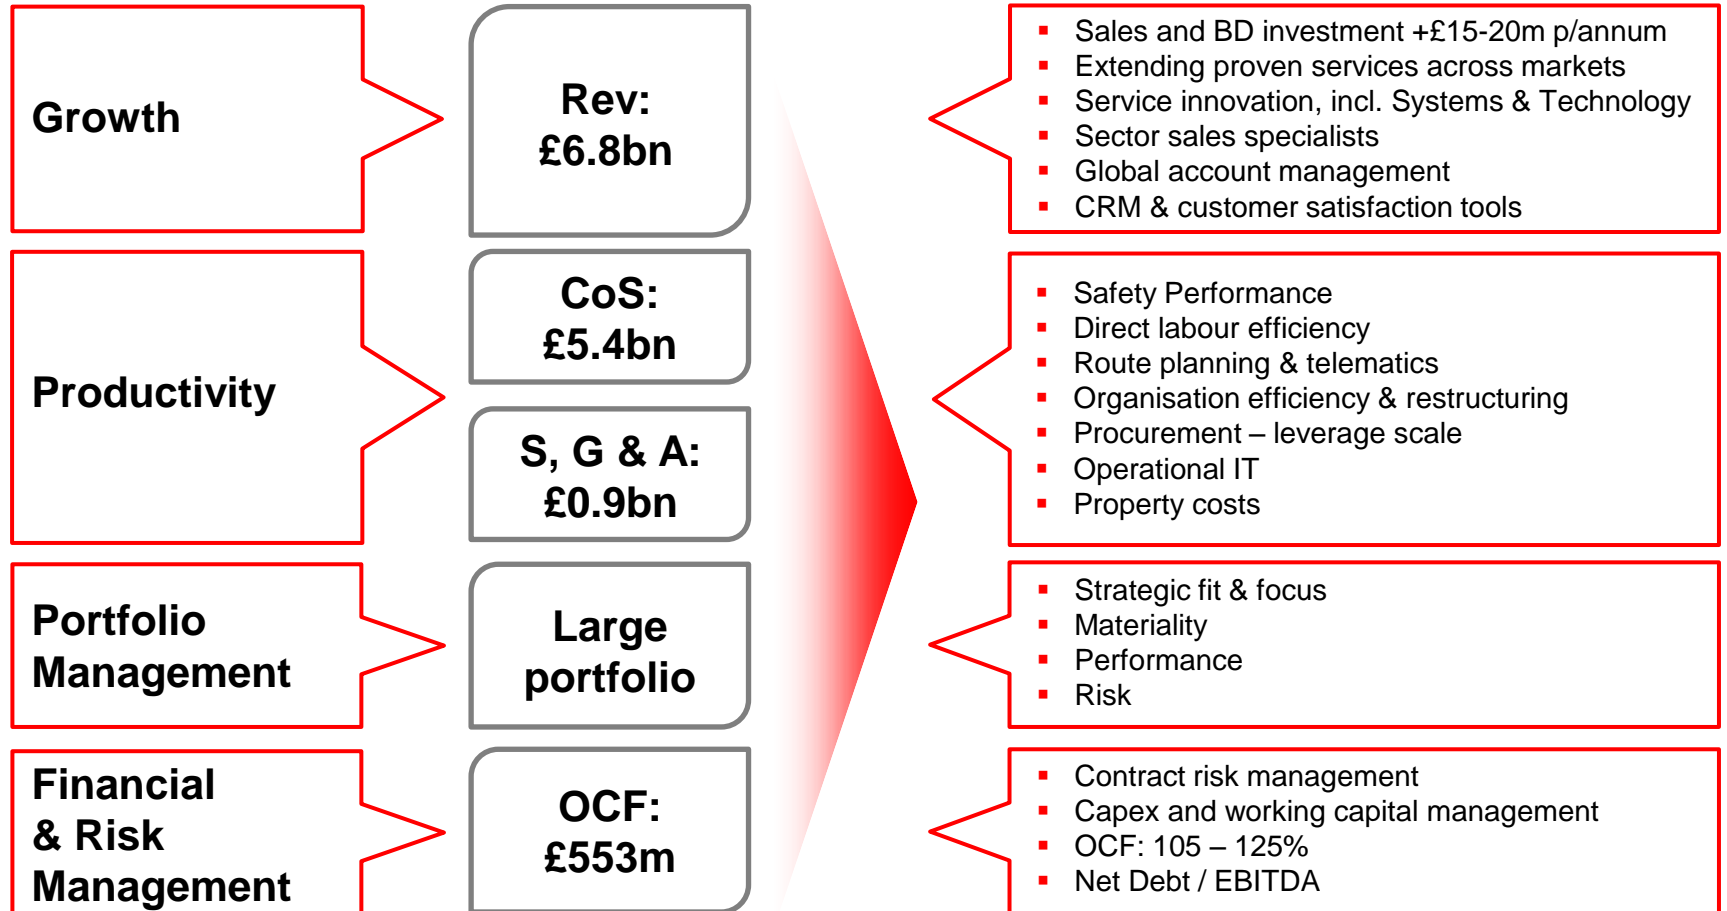 Growth
Rev:
£6.8bn
▪ Sales and BD investment +£15-20m p/annum
▪ Extending proven services across markets
▪ Service innovation, incl. Systems & Technology
▪ Sector sales specialists
▪ Global account management
▪ CRM & customer satisfaction tools
Productivity
CoS:
£5.4bn
S, G & A:
£0.9bn
▪ Safety Performance
▪ Direct labour efficiency
▪ Route planning & telematics
▪ Organisation efficiency & restructuring
▪ Procurement – leverage scale
▪ Operational IT
▪ Property costs
Portfolio
Management
Large
portfolio
▪ Strategic fit & focus
▪ Materiality
▪ Performance
▪ Risk
Financial
& Risk
Management
OCF:
£553m
▪ Contract risk management
▪ Capex and working capital management
▪ OCF: 105 – 125%
▪ Net Debt / EBITDA